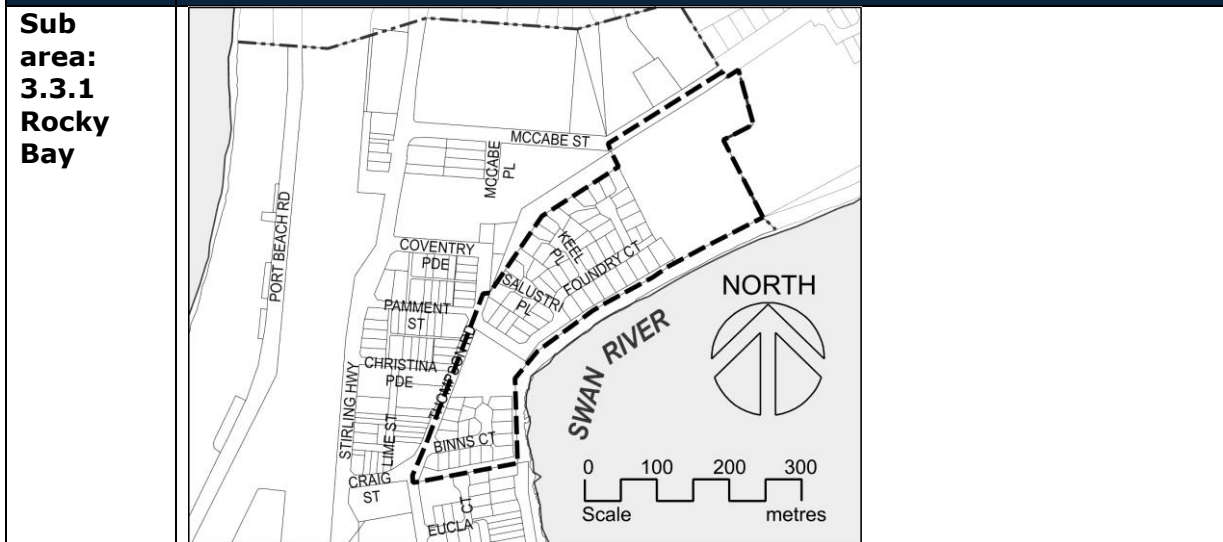 Sub
area:
3.3.1
Rocky
Bay
MCCABE ST
MCCABE
PL
PORT BEACH RD
COVENTRY
PDE
KEEL
PL
FOUNDRY CT
SALUSTRI
PL
PAMMENT
ST
THOMPSON RD
CHRISTINA
PDE
STIRLING HWY
LIME ST
BINNS CT
CRAIG
ST
EUCLA
CT
NORTH
SWAN RIVER
0 100 200 300
Scale metres